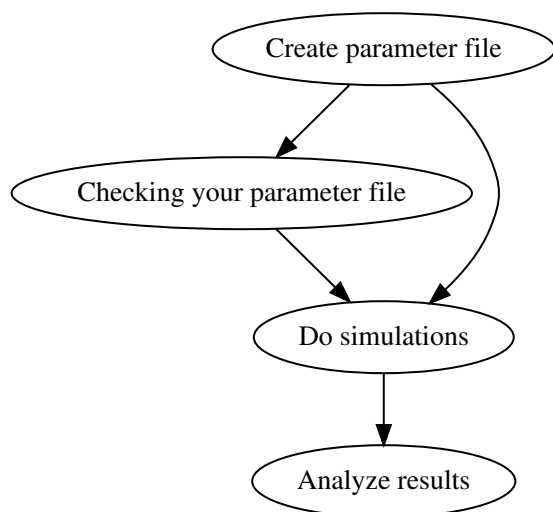 Create parameter file
Checking your parameter file
Do simulations
Analyze results